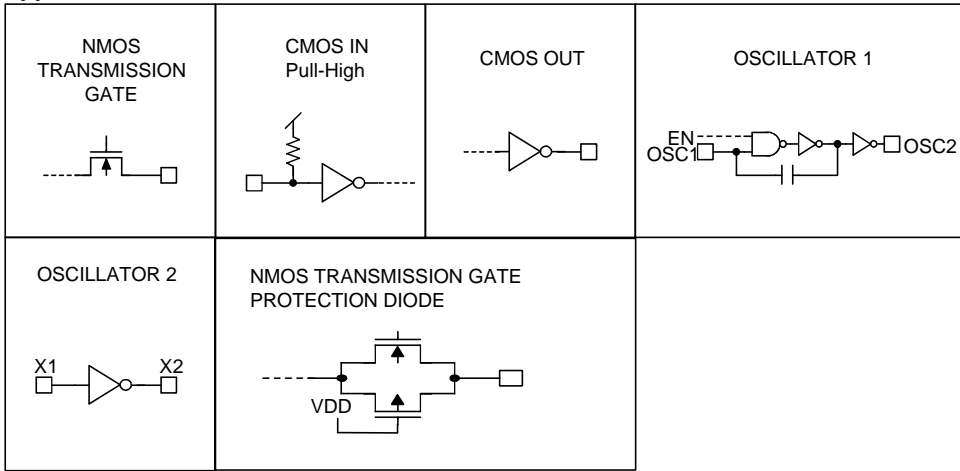 NMOS
TRANSMISSION
GATE
CMOS IN
Pull-High
CMOS OUT
OSCILLATOR 1
EN
OSC1
OSC2
OSCILLATOR 2
X1
X2
NMOS TRANSMISSION GATE
PROTECTION DIODE
VDD